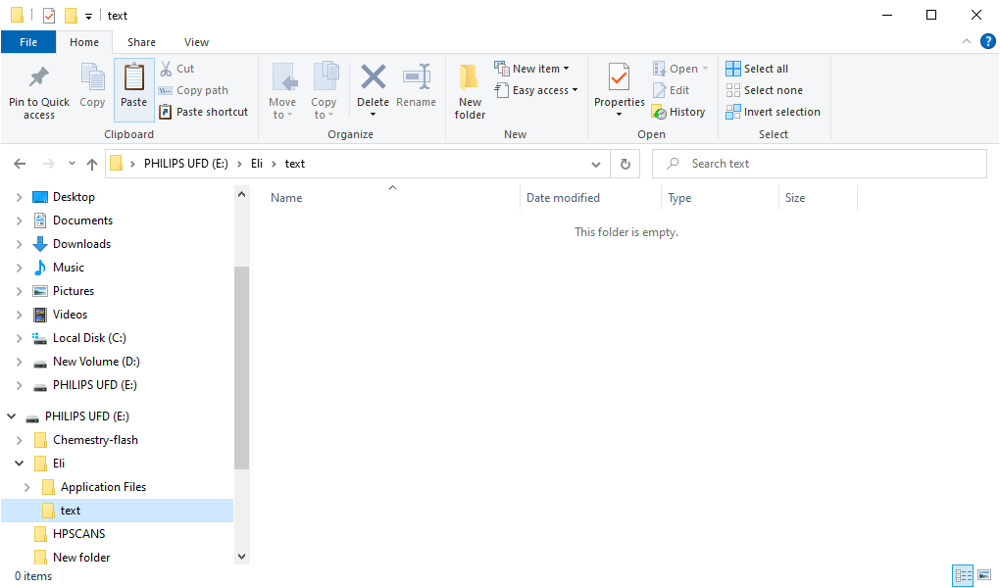 text
File Home Share View
Pin to Quick access
Copy
Paste
Cut
Copy path
Paste shortcut
Clipboard
Move to
Copy to
Delete
Rename
Organize
New folder
New item
Easy access
New
Properties
Open
Edit
History
Open
Select all
Select none
Invert selection
Select
PHILIPS UFD (E:) Eli text
Search text
Name Date modified Type Size
This folder is empty.
Desktop
Documents
Downloads
Music
Pictures
Videos
Local Disk (C:)
New Volume (D:)
PHILIPS UFD (E:)
PHILIPS UFD (E:)
Chemestry-flash
Eli
Application Files
text
HPSCANS
New folder
0 items